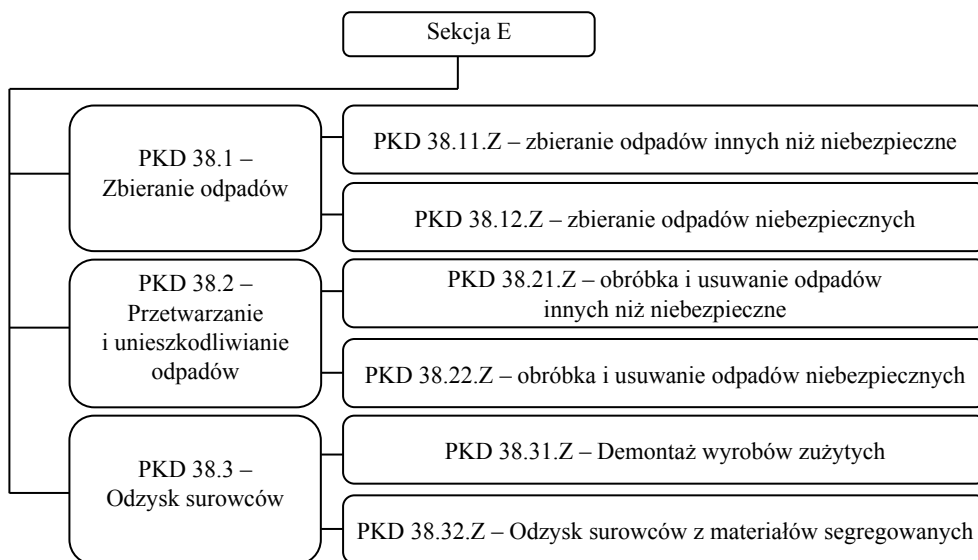 Sekcja E
PKD 38.1 –
Zbieranie odpadów
PKD 38.11.Z – zbieranie odpadów innych niż niebezpieczne
PKD 38.12.Z – zbieranie odpadów niebezpiecznych
PKD 38.2 –
Przetwarzanie
i unieszkodliwianie
odpadów
PKD 38.21.Z – obróbka i usuwanie odpadów
innych niż niebezpieczne
PKD 38.22.Z – obróbka i usuwanie odpadów niebezpiecznych
PKD 38.3 –
Odzysk surowców
PKD 38.31.Z – Demontaż wyrobów zużytych
PKD 38.32.Z – Odzysk surowców z materiałów segregowanych